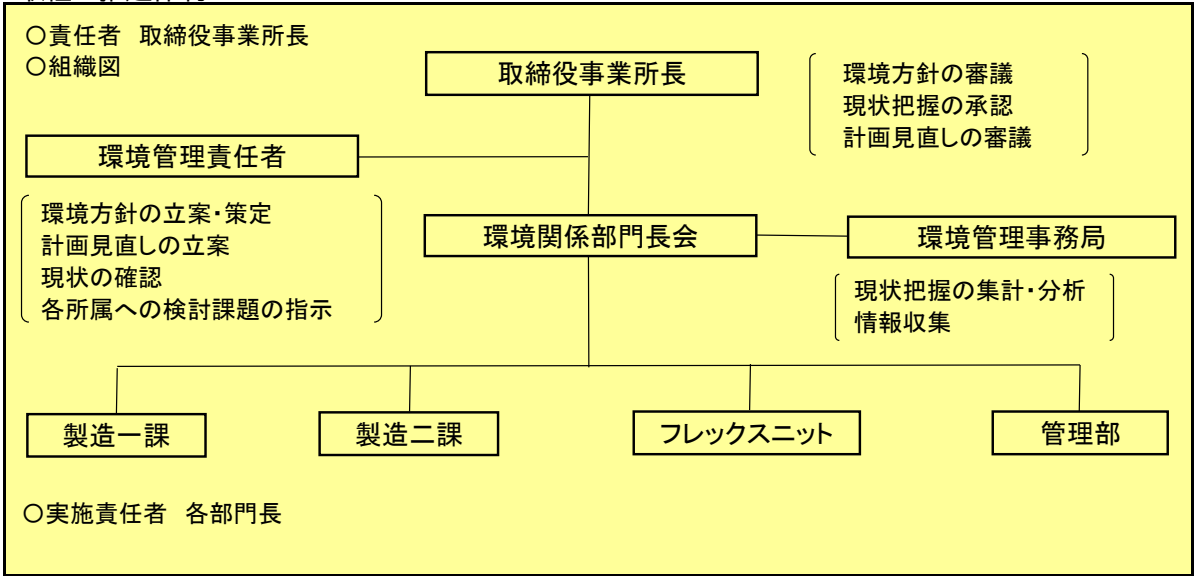 ○責任者 取締役事業所長
○組織図
取締役事業所長
環境方針の審議
現状把握の承認
計画見直しの審議
環境管理責任者
環境方針の立案・策定
計画見直しの立案
現状の確認
各所属への検討課題の指示
環境関係部門長会
環境管理事務局
現状把握の集計・分析
情報収集
製造一課
製造二課
フレックスニット
管理部
○実施責任者 各部門長